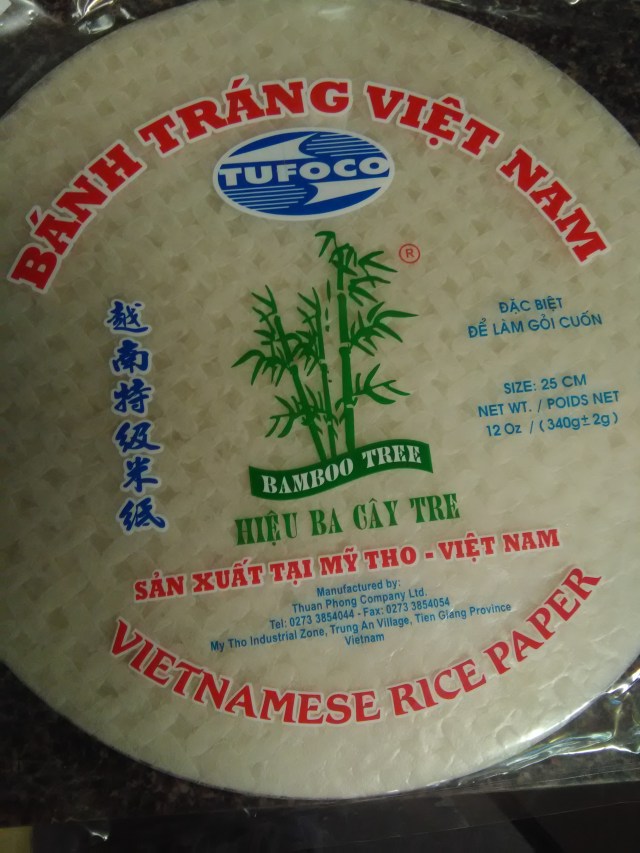 BÁNH TRÁNG VIỆT NAM
TUFOCO
®
越南特级米纸
ĐẶC BIỆT
ĐỂ LÀM GỎI CUỐN
SIZE: 25 CM
NET WT. / POIDS NET
12 Oz / ( 340g± 2g )
BAMBOO TREE
HIỆU BA CÂY TRE
SẢN XUẤT TẠI MỸ THO - VIỆT NAM
Manufactured by:
Thuan Phong Company Ltd.
Tel: 0273 3854044 - Fax: 0273 3854054
My Tho Industrial Zone, Trung An Village, Tien Giang Province
Vietnam
VIETNAMESE RICE PAPER